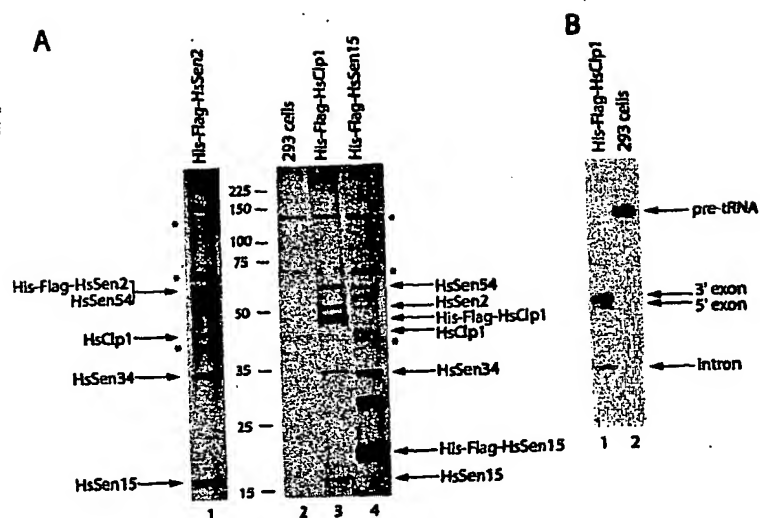 A
His-Flag-HsSen2
His-Flag-HsSen2
HsSen54
HsClp1
*
*
*
HsSen34
HsSen15
1
293 cells
His-Flag-HsClp1
His-Flag-HsSen15
225
150
100
75
50
35
25
15
*
*
HsSen54
HsSen2
His-Flag-HsClp1
HsClp1
*
HsSen34
His-Flag-HsSen15
HsSen15
2 3 4
B
His-Flag-HsClp1
293 cells
pre-tRNA
3' exon
5' exon
intron
1 2